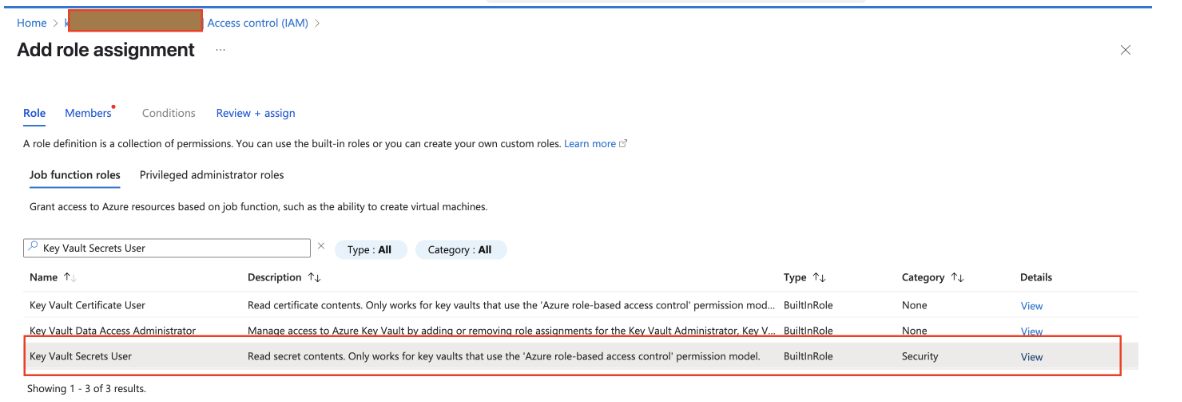 Home > k Access control (IAM) >
Add role assignment ...
Role Members Conditions Review + assign
A role definition is a collection of permissions. You can use the built-in roles or you can create your own custom roles. Learn more
Job function roles Privileged administrator roles
Grant access to Azure resources based on job function, such as the ability to create virtual machines.
Key Vault Secrets User × Type : All Category : All
Name ↑↓ Description ↑↓ Type ↑↓ Category ↑↓ Details
Key Vault Certificate User Read certificate contents. Only works for key vaults that use the 'Azure role-based access control' permission mod... BuiltInRole None View
Key Vault Data Access Administrator Manage access to Azure Key Vault by adding or removing role assignments for the Key Vault Administrator, Key V... BuiltInRole None View
Key Vault Secrets User Read secret contents. Only works for key vaults that use the 'Azure role-based access control' permission model. BuiltInRole Security View
Showing 1 - 3 of 3 results.